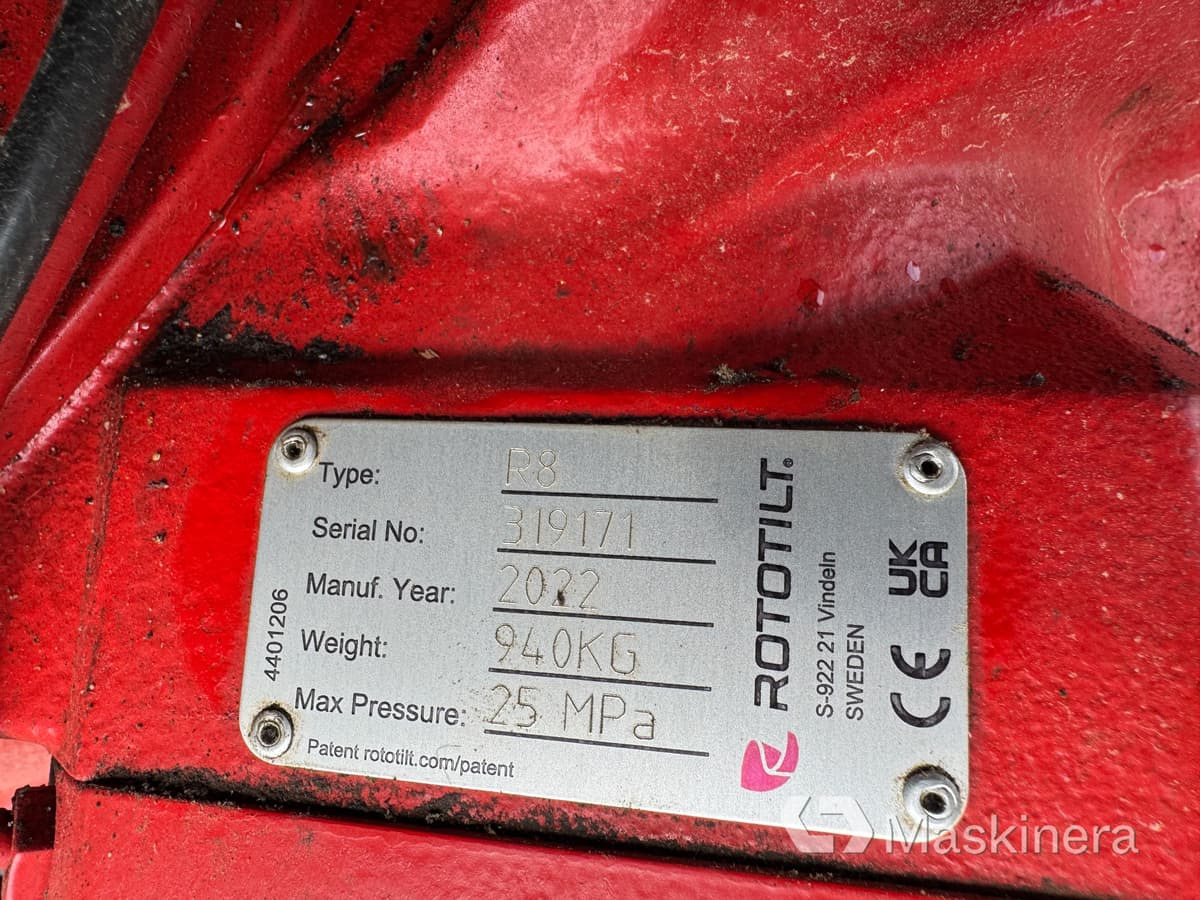 Type: R8
Serial No: 319171
Manuf. Year: 2022
Weight: 940KG
Max Pressure: 25 MPa
Patent rototilt.com/patent
4401206
ROTOTILT®
S-922 21 Vindeln
SWEDEN
UK
CA
CE
Maskinera